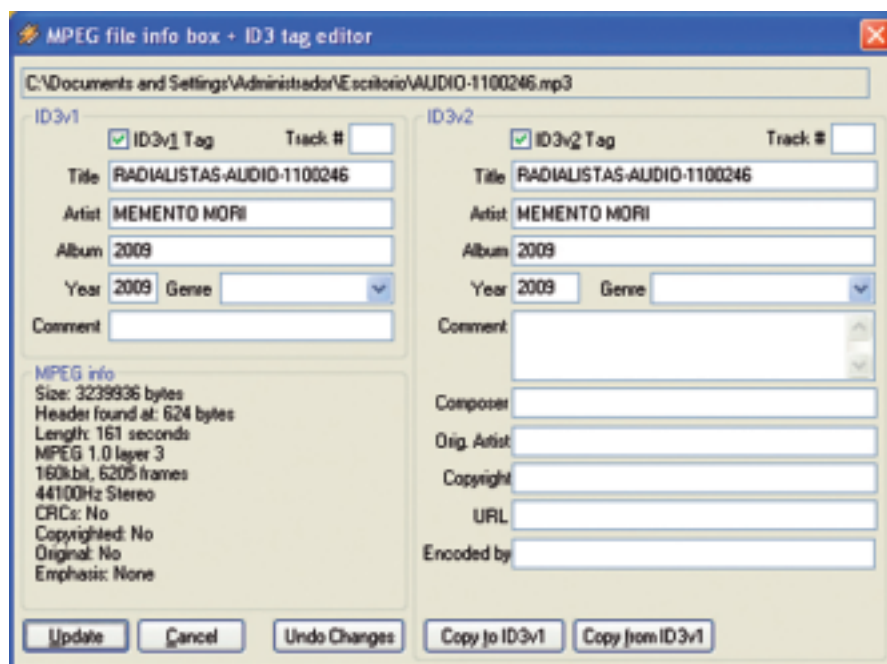 MPEG file info box + ID3 tag editor
C:\Documents and Settings\Administrador\Escritorio\AUDIO-1100246.mp3
ID3v1
ID3v1 Tag Track #
Title RADIALISTAS-AUDIO-1100246
Artist MEMENTO MORI
Album 2009
Year 2009 Genre
Comment
MPEG info
Size: 3239936 bytes
Header found at: 624 bytes
Length: 161 seconds
MPEG 1.0 layer 3
160kbit, 6205 frames
44100Hz Stereo
CRCs: No
Copyrighted: No
Original: No
Emphasis: None
Update Cancel Undo Changes
ID3v2
ID3v2 Tag Track #
Title RADIALISTAS-AUDIO-1100246
Artist MEMENTO MORI
Album 2009
Year 2009 Genre
Comment
Composer
Orig. Artist
Copyright
URL
Encoded by
Copy to ID3v1 Copy from ID3v1